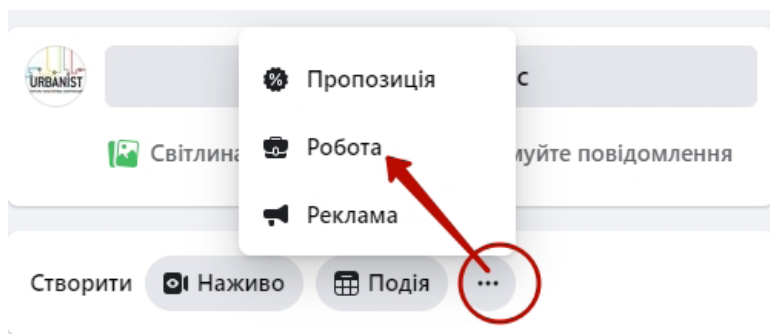 URBANIST
Пропозиція
с
Робота
Світлина
муйте повідомлення
Реклама
Створити Наживо Подія ...